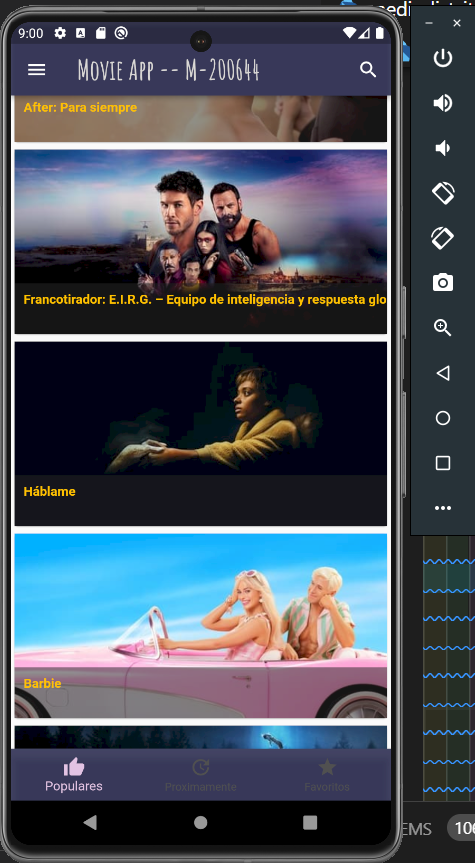 9:00
Movie App -- M-200644
After: Para siempre
Francotirador: E.I.R.G. – Equipo de inteligencia y respuesta glo
Háblame
Barbie
Populares
Proximamente
Favoritos
EMS
106